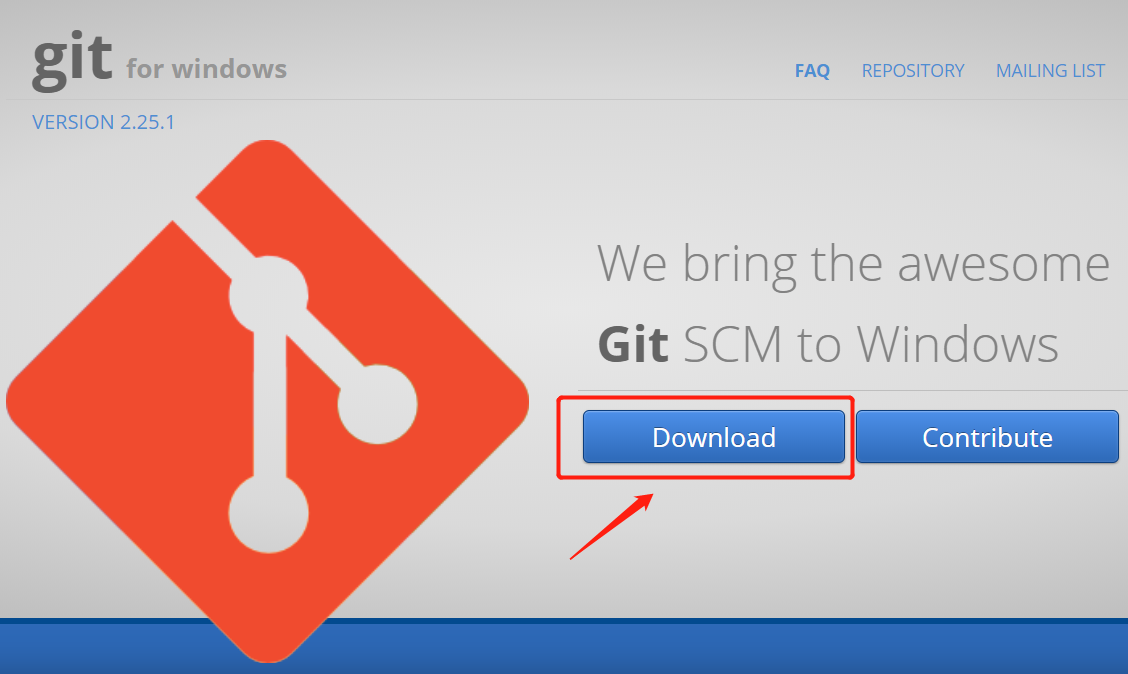 git for windows
FAQ REPOSITORY MAILING LIST
VERSION 2.25.1
We bring the awesome
Git SCM to Windows
Download Contribute